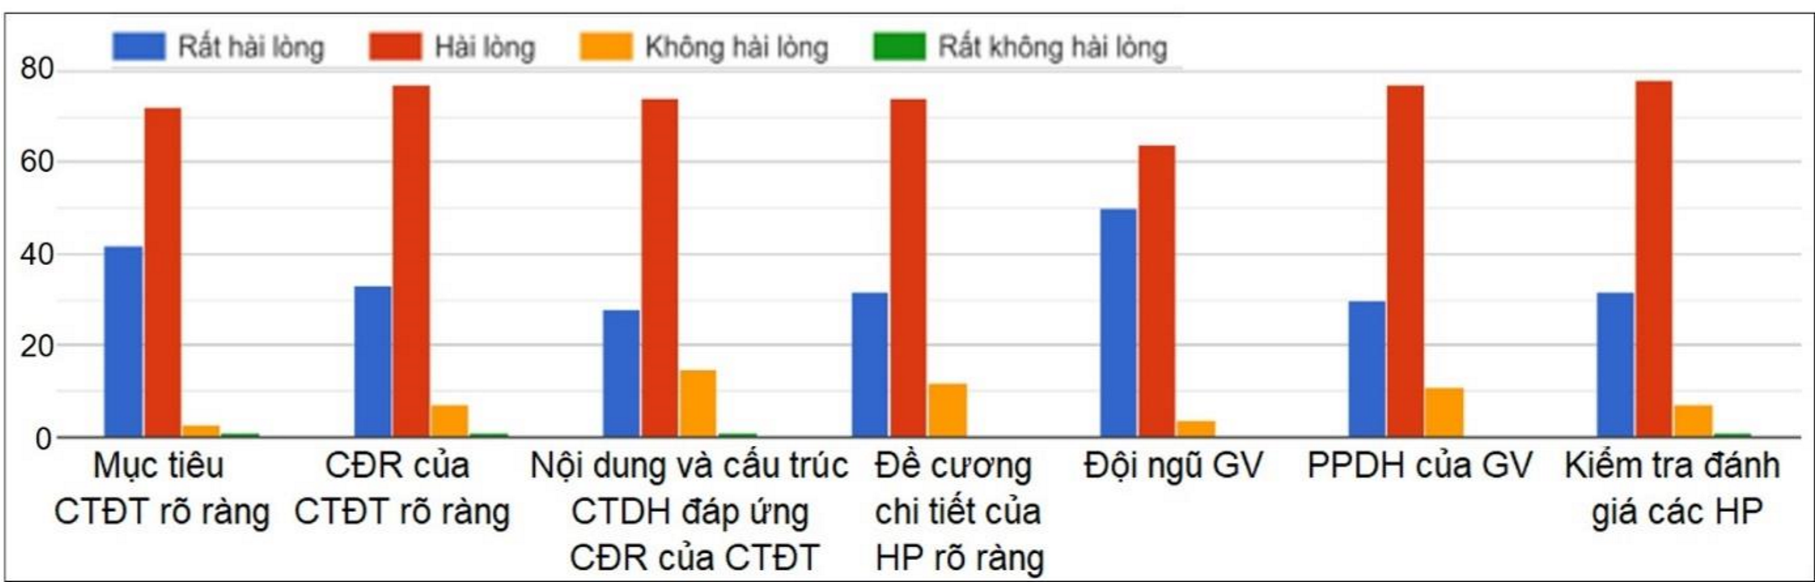 Rất hài lòng Hài lòng Không hài lòng Rất không hài lòng
80
60
40
20
0
Mục tiêu
CTĐT rõ ràng
CĐR của
CTĐT rõ ràng
Nội dung và cấu trúc
CTDH đáp ứng
CĐR của CTĐT
Đề cương
chi tiết của
HP rõ ràng
Đội ngũ GV
PPDH của GV
Kiểm tra đánh
giá các HP